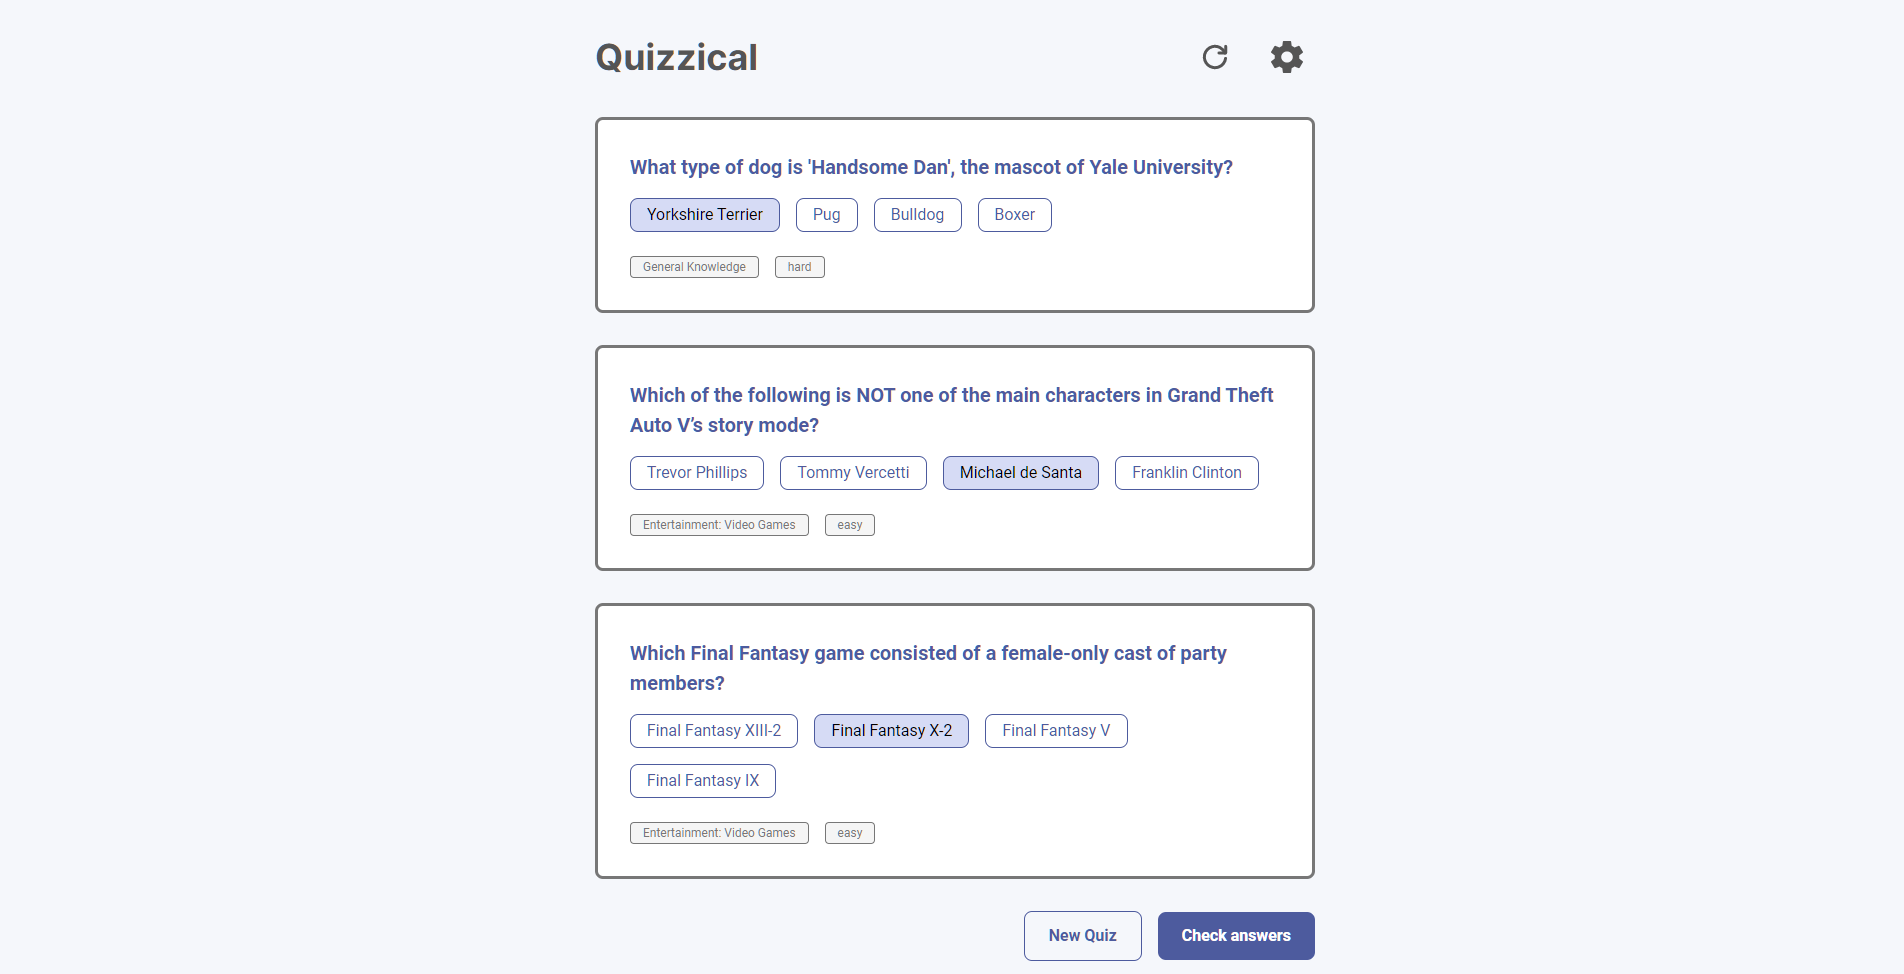 Quizzical
What type of dog is 'Handsome Dan', the mascot of Yale University?
Yorkshire Terrier Pug Bulldog Boxer
General Knowledge hard
Which of the following is NOT one of the main characters in Grand Theft
Auto V’s story mode?
Trevor Phillips Tommy Vercetti Michael de Santa Franklin Clinton
Entertainment: Video Games easy
Which Final Fantasy game consisted of a female-only cast of party
members?
Final Fantasy XIII-2 Final Fantasy X-2 Final Fantasy V
Final Fantasy IX
Entertainment: Video Games easy
New Quiz Check answers